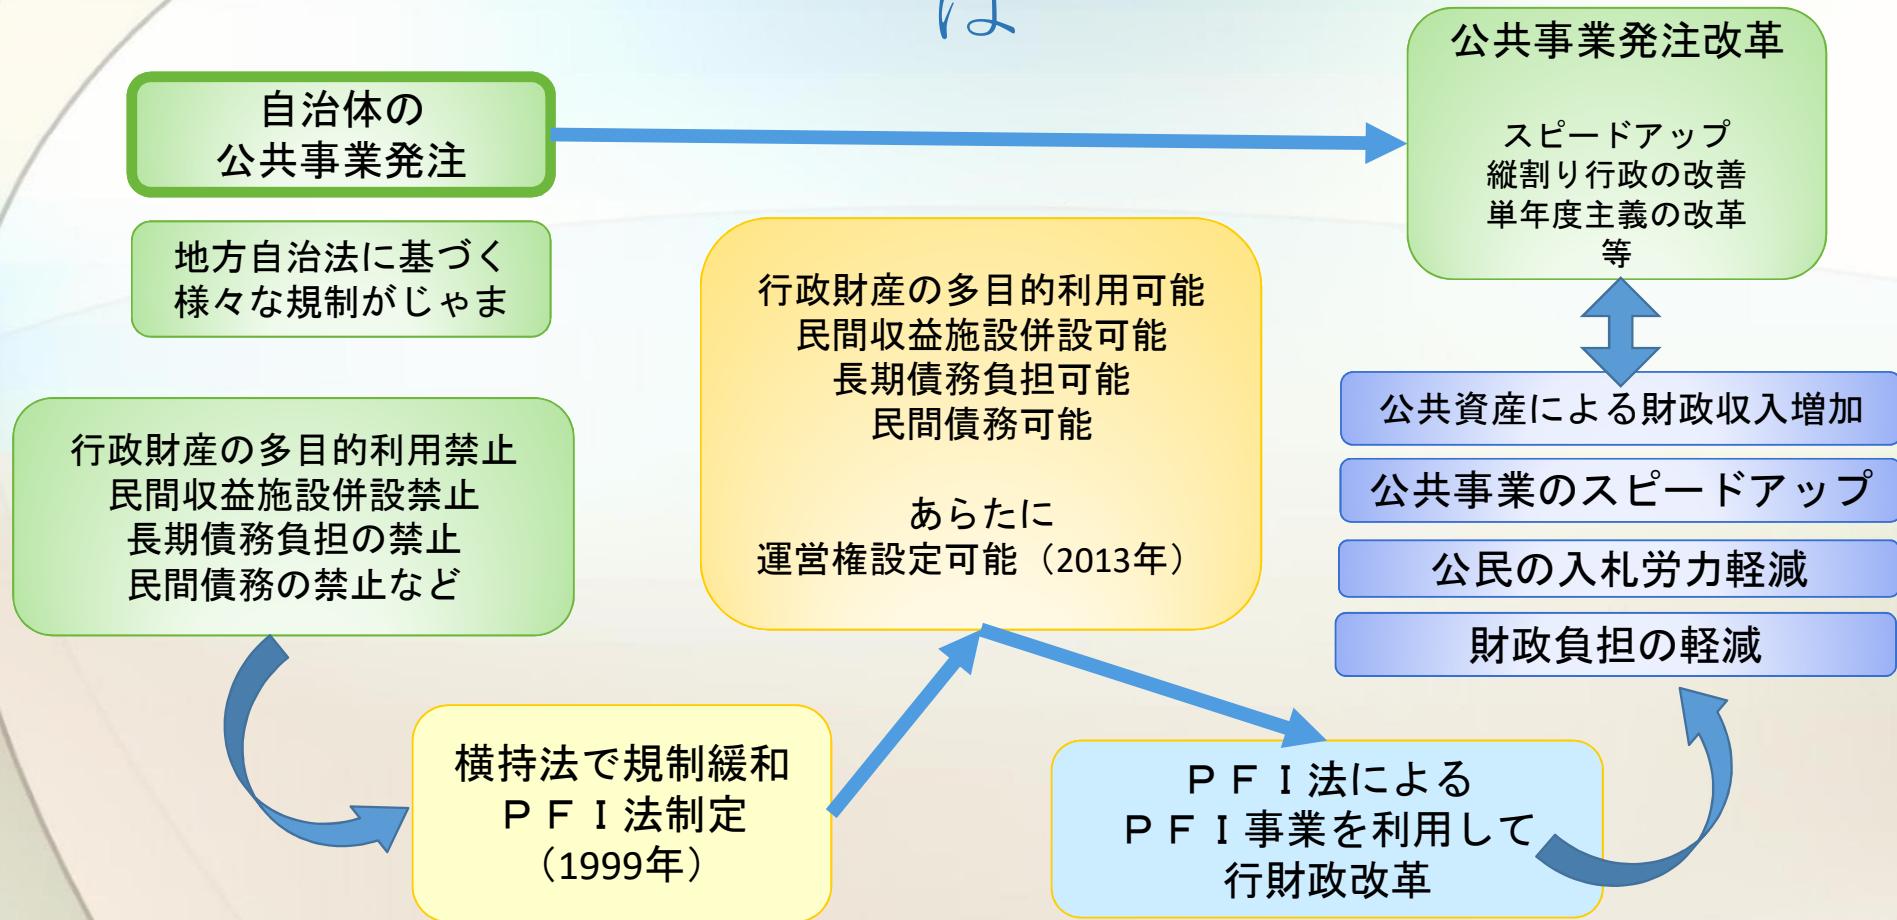 は
自治体の
公共事業発注
地方自治法に基づく
様々な規制がじゃま
行政財産の多目的利用禁止
民間収益施設併設禁止
長期債務負担の禁止
民間債務の禁止など
横持法で規制緩和
ＰＦＩ法制定
（1999年）
行政財産の多目的利用可能
民間収益施設併設可能
長期債務負担可能
民間債務可能
あらたに
運営権設定可能（2013年）
ＰＦＩ法による
ＰＦＩ事業を利用して
行財政改革
公共事業発注改革
スピードアップ
縦割り行政の改善
単年度主義の改革
等
公共資産による財政収入増加
公共事業のスピードアップ
公民の入札労力軽減
財政負担の軽減